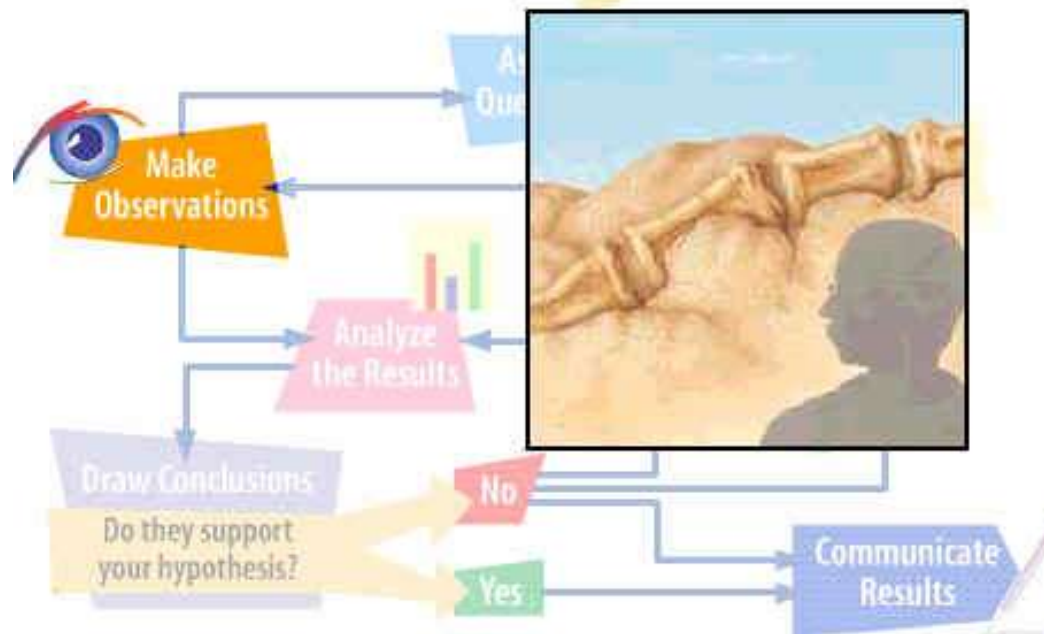 Make
Observations
Analyze
the Results
Draw Conclusions
Do they support
your hypothesis?
No
Yes
Communicate
Results